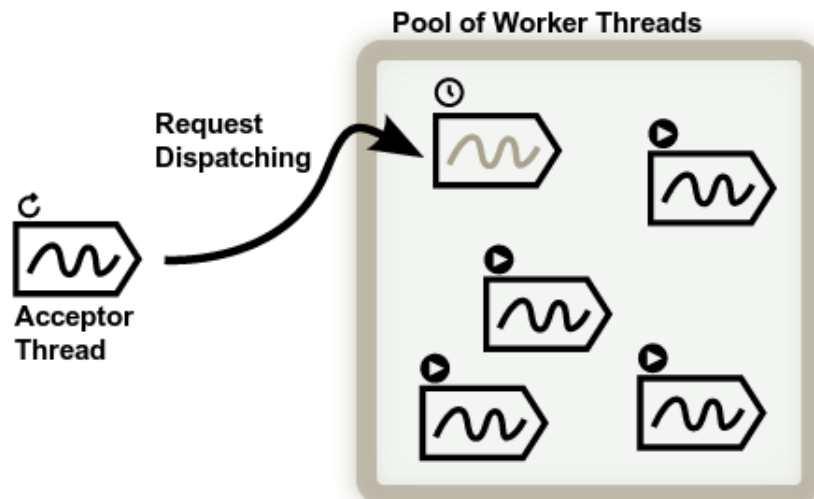 Pool of Worker Threads
Request
Dispatching
Acceptor
Thread